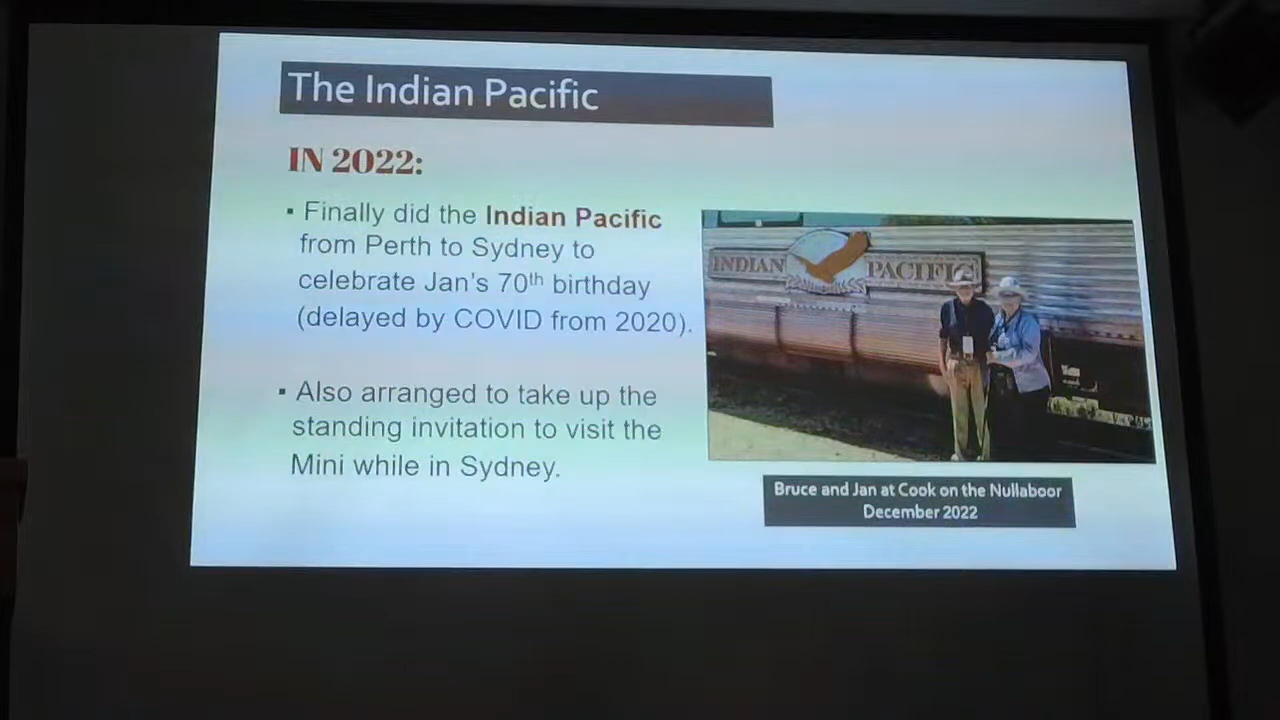 The Indian Pacific
IN 2022:
▪ Finally did the Indian Pacific
from Perth to Sydney to
celebrate Jan's 70th birthday
(delayed by COVID from 2020).
▪ Also arranged to take up the
standing invitation to visit the
Mini while in Sydney.
INDIAN PACIFIC
Bruce and Jan at Cook on the Nullaboor
December 2022